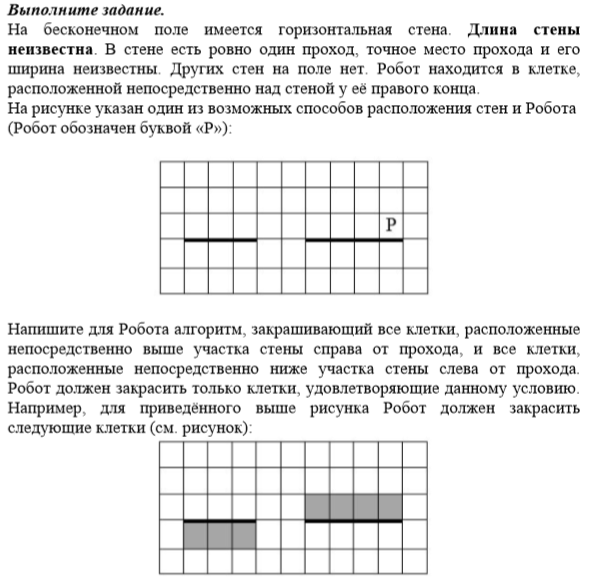 Выполните задание.
На бесконечном поле имеется горизонтальная стена. Длина стены
неизвестна. В стене есть ровно один проход, точное место прохода и его
ширина неизвестны. Других стен на поле нет. Робот находится в клетке,
расположенной непосредственно над стеной у её правого конца.
На рисунке указан один из возможных способов расположения стен и Робота
(Робот обозначен буквой «Р»):
Р
Напишите для Робота алгоритм, закрашивающий все клетки, расположенные
непосредственно выше участка стены справа от прохода, и все клетки,
расположенные непосредственно ниже участка стены слева от прохода.
Робот должен закрасить только клетки, удовлетворяющие данному условию.
Например, для приведённого выше рисунка Робот должен закрасить
следующие клетки (см. рисунок):